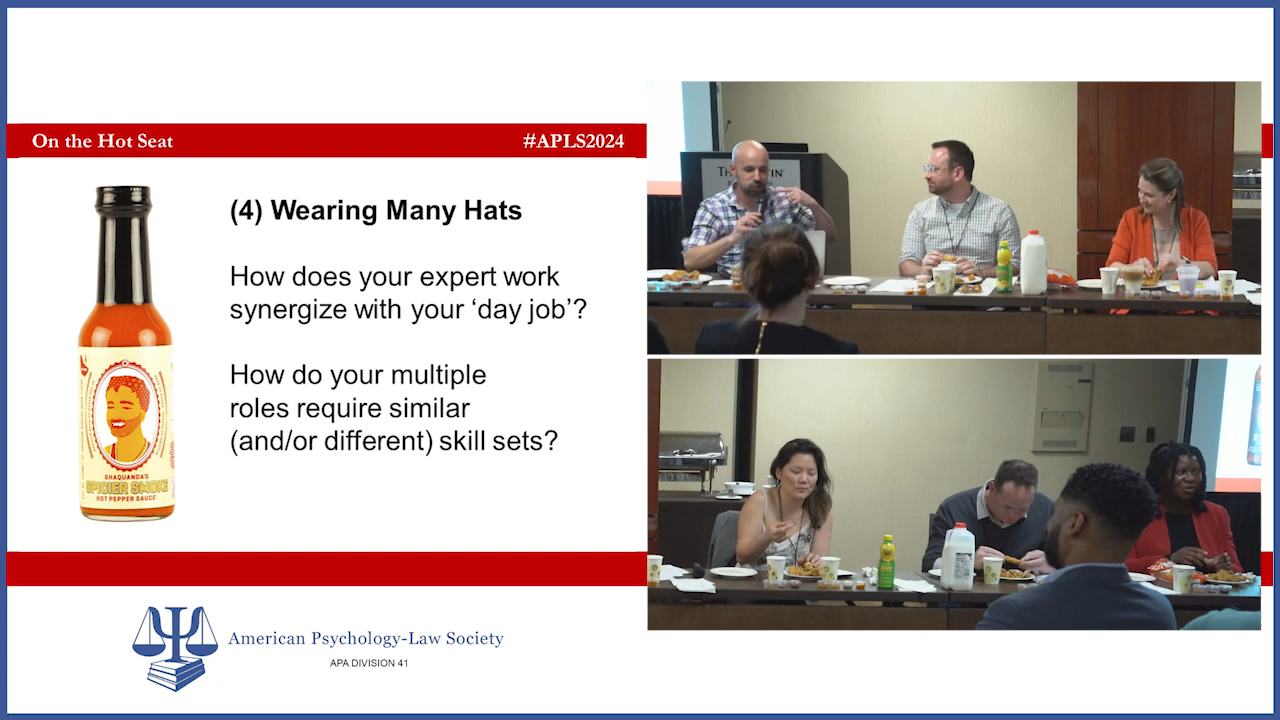 On the Hot Seat
#APLS2024
(4) Wearing Many Hats
How does your expert work
synergize with your ‘day job’?
How do your multiple
roles require similar
(and/or different) skill sets?
SHAQUANDA'S
SPICIER SMOKE
HOT PEPPER SAUCE
American Psychology-Law Society
APA DIVISION 41